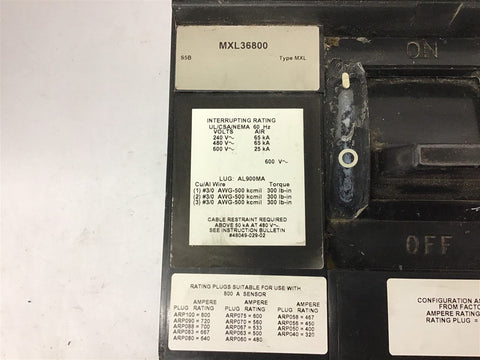 MXL36800
S5B Type MXL
INTERRUPTING RATING
UL/CSA/NEMA 60 Hz
VOLTS AIR
240 V~ 65 kA
480 V~ 65 kA
600 V~ 25 kA
600 V~
LUG: AL900MA
Cu/Al Wire Torque
(1) #3/0 AWG-500 kcmil 300 lb-in
(2) #3/0 AWG-500 kcmil 300 lb-in
(3) #3/0 AWG-500 kcmil 300 lb-in
CABLE RESTRAINT REQUIRED
ABOVE 50 kA AT 480 V~
SEE INSTRUCTION BULLETIN
#48049-029-02
ON
OFF
RATING PLUGS SUITABLE FOR USE WITH
800 A SENSOR
AMPERE AMPERE AMPERE
PLUG RATING PLUG RATING PLUG RATING
ARP100 = 800 ARP075 = 600 ARP058 = 467
ARP090 = 720 ARP070 = 560 ARP056 = 450
ARP088 = 700 ARP067 = 533 ARP050 = 400
ARP083 = 667 ARP063 = 500 ARP040 = 320
ARP080 = 640 ARP060 = 480
CONFIGURATION A
FROM FACTO
AMPERE RATING
RATING PLUG =